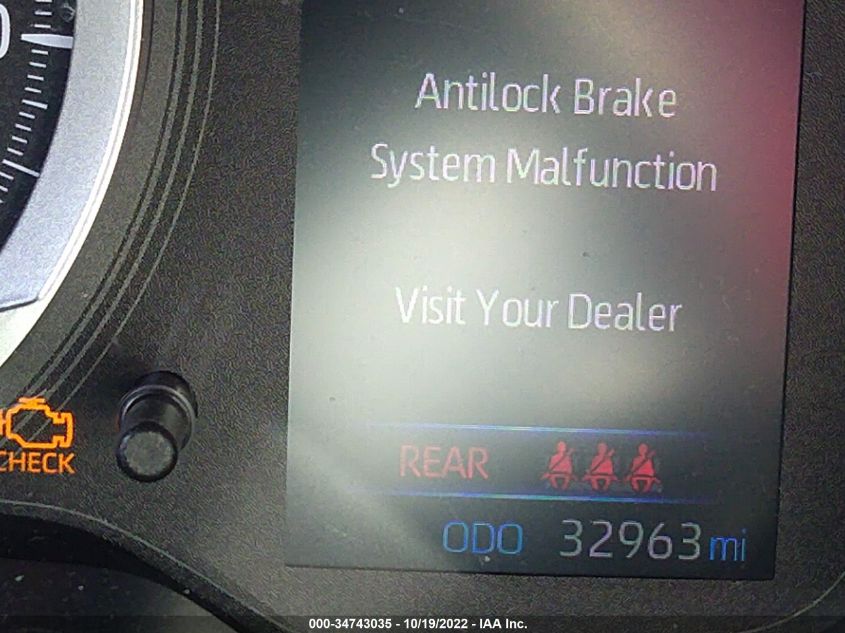 Antilock Brake
System Malfunction
Visit Your Dealer
CHECK
REAR
ODO 32963 mi
000-34743035 - 10/19/2022 - IAA Inc.